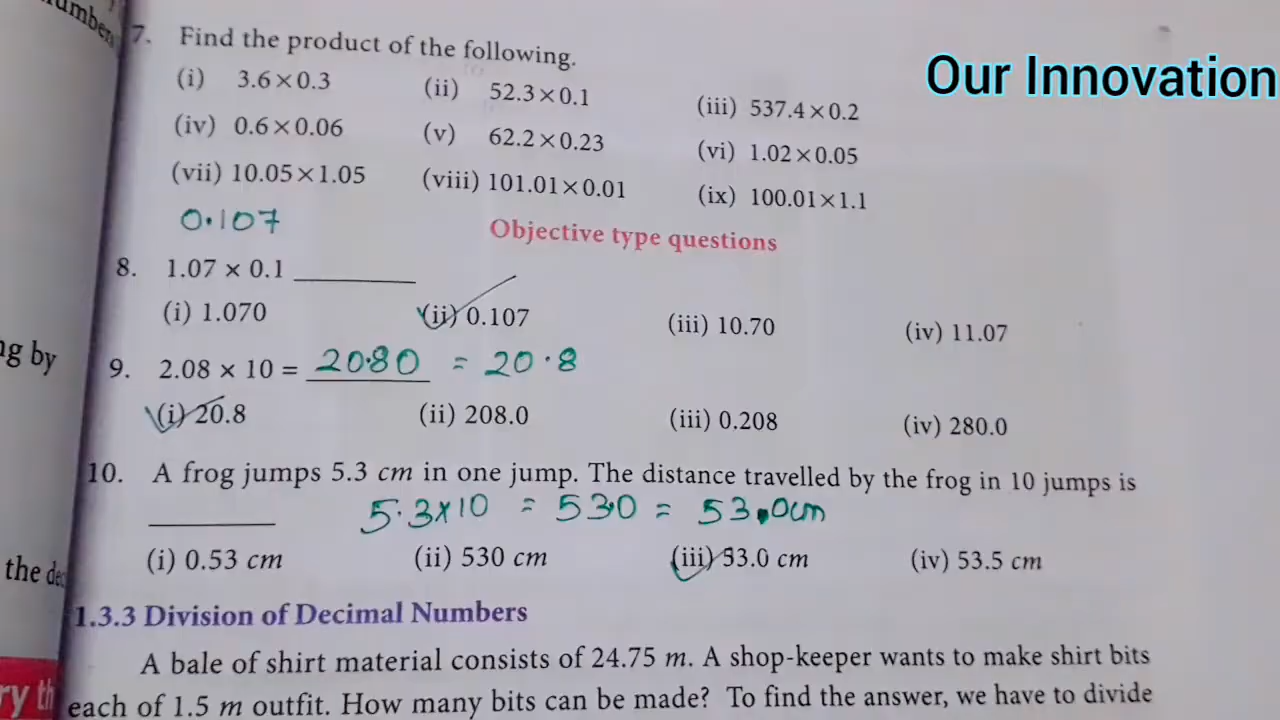 umber
7. Find the product of the following.
Our Innovation
(i) 3.6×0.3 (ii) 52.3×0.1 (iii) 537.4×0.2
(iv) 0.6×0.06 (v) 62.2×0.23 (vi) 1.02×0.05
(vii) 10.05×1.05 (viii) 101.01×0.01 (ix) 100.01×1.1
0.107
Objective type questions
8. 1.07 × 0.1 ________
(i) 1.070 (ii) 0.107 (iii) 10.70 (iv) 11.07
ng by
9. 2.08 × 10 = 20.80 = 20.8
(i) 20.8 (ii) 208.0 (iii) 0.208 (iv) 280.0
10. A frog jumps 5.3 cm in one jump. The distance travelled by the frog in 10 jumps is
________ 5.3×10 = 53.0 = 53.0cm
(i) 0.53 cm (ii) 530 cm (iii) 53.0 cm (iv) 53.5 cm
the dec
1.3.3 Division of Decimal Numbers
A bale of shirt material consists of 24.75 m. A shop-keeper wants to make shirt bits
ry th
each of 1.5 m outfit. How many bits can be made? To find the answer, we have to divide